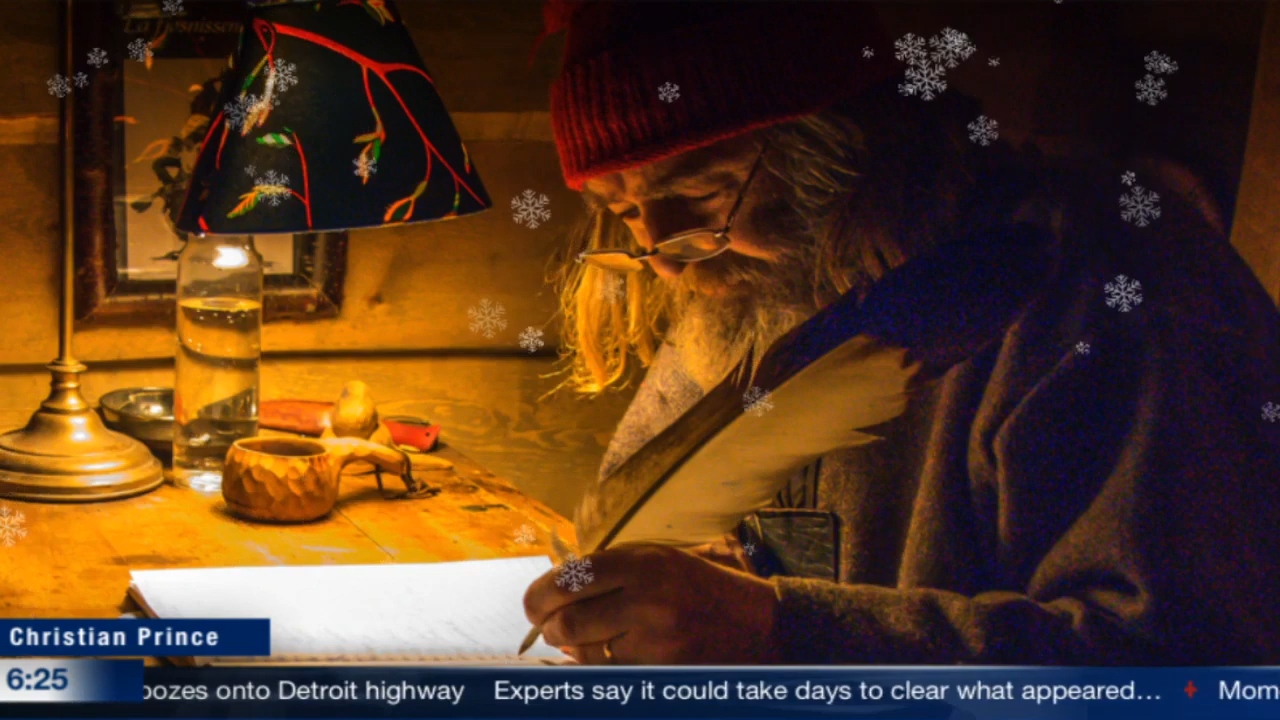 Christian Prince
6:25
oozes onto Detroit highway Experts say it could take days to clear what appeared… Mom